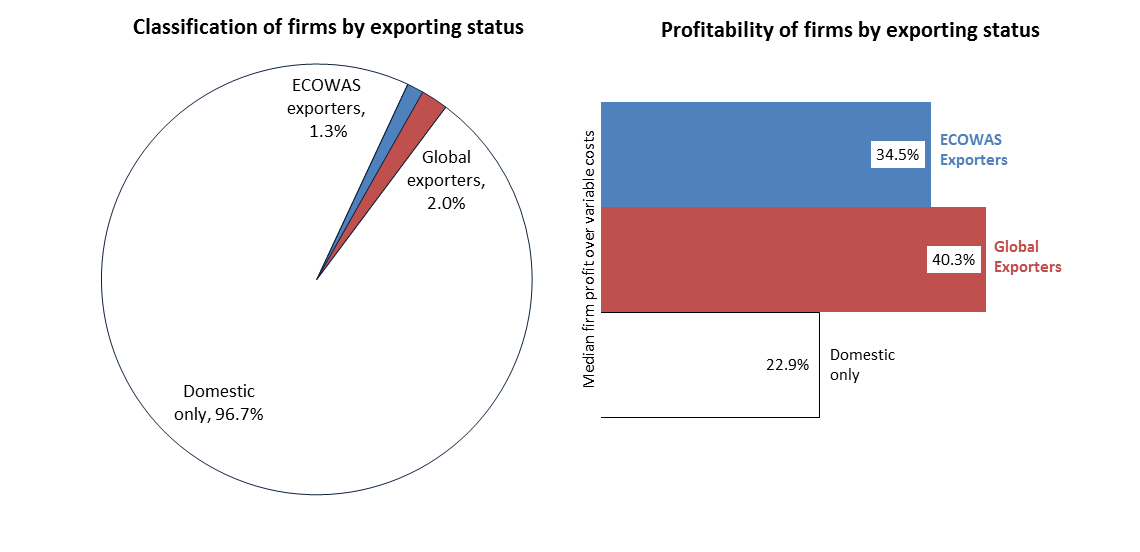 Classification of firms by exporting status
ECOWAS
exporters,
1.3%
Global
exporters,
2.0%
Domestic
only, 96.7%
Profitability of firms by exporting status
Median firm profit over variable costs
34.5%
ECOWAS
Exporters
40.3%
Global
Exporters
22.9%
Domestic
only